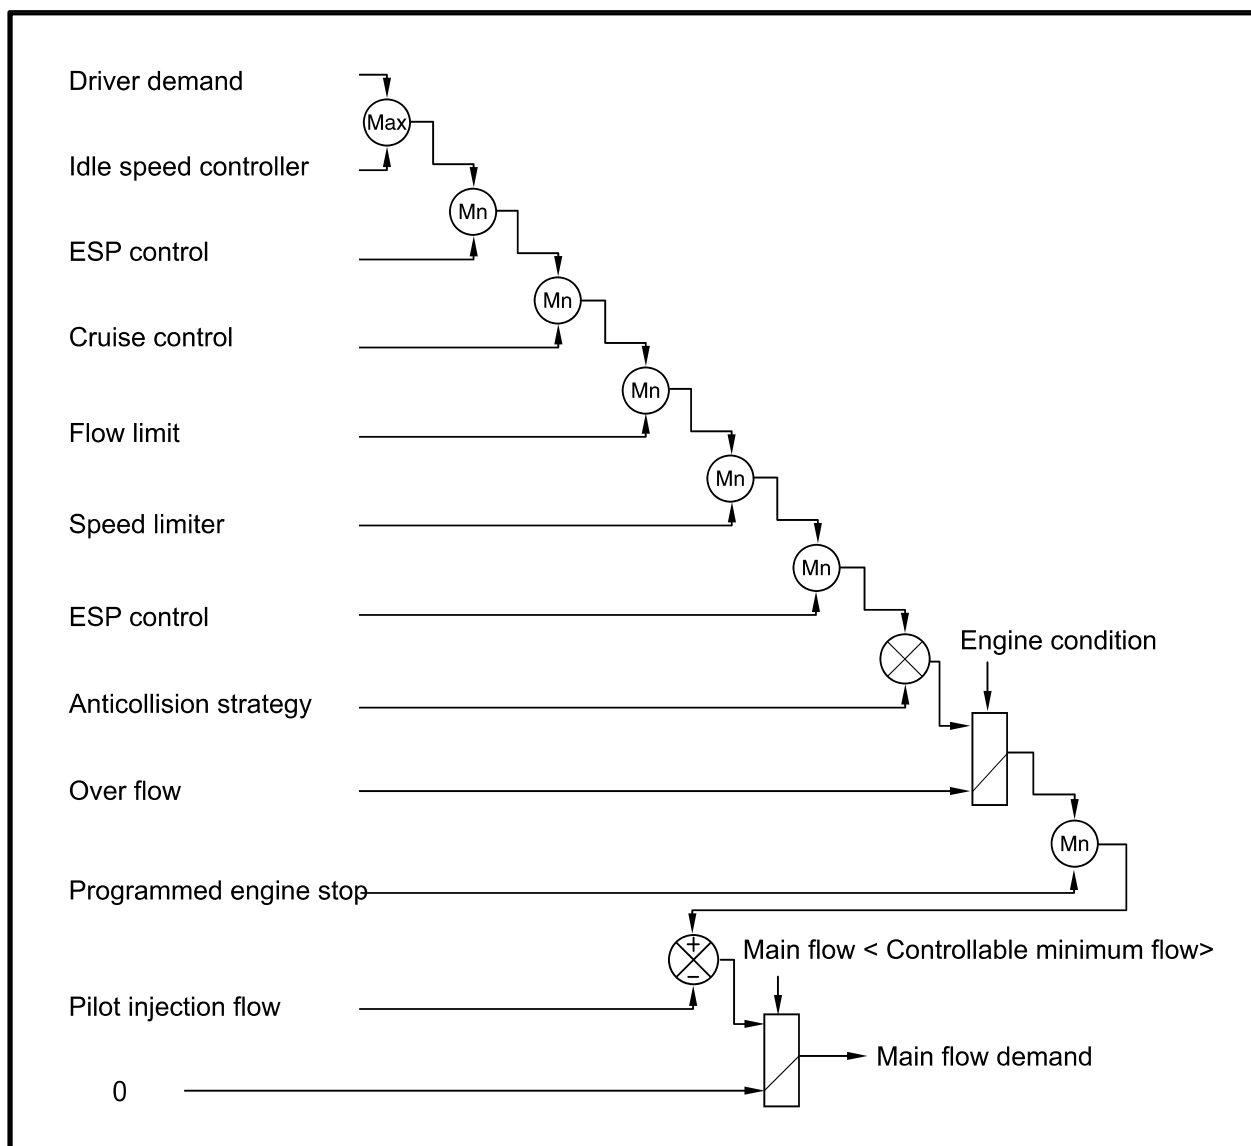 Driver demand
Max
Idle speed controller
Mn
ESP control
Mn
Cruise control
Mn
Flow limit
Mn
Speed limiter
Mn
ESP control
Engine condition
Anticollision strategy
Over flow
Mn
Programmed engine stop
+
Main flow < Controllable minimum flow>
–
Pilot injection flow
Main flow demand
0